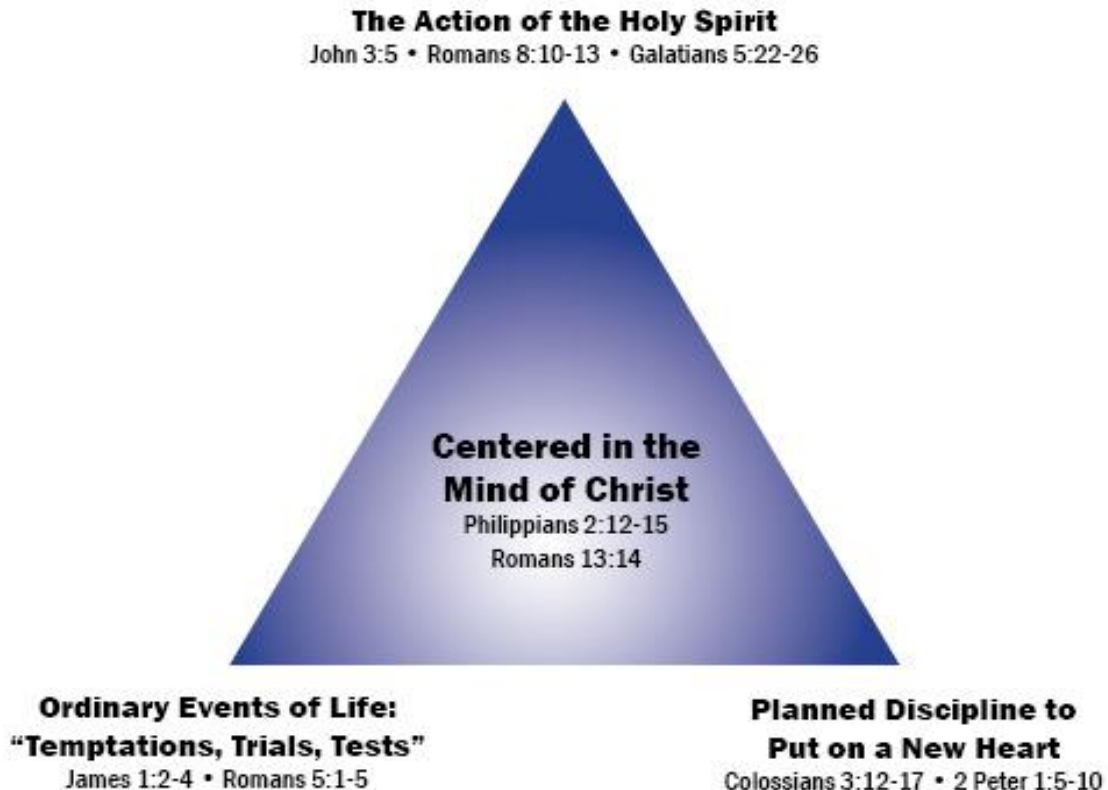 The Action of the Holy Spirit
John 3:5 • Romans 8:10-13 • Galatians 5:22-26
Centered in the
Mind of Christ
Philippians 2:12-15
Romans 13:14
Ordinary Events of Life:
“Temptations, Trials, Tests”
James 1:2-4 • Romans 5:1-5
Planned Discipline to
Put on a New Heart
Colossians 3:12-17 • 2 Peter 1:5-10